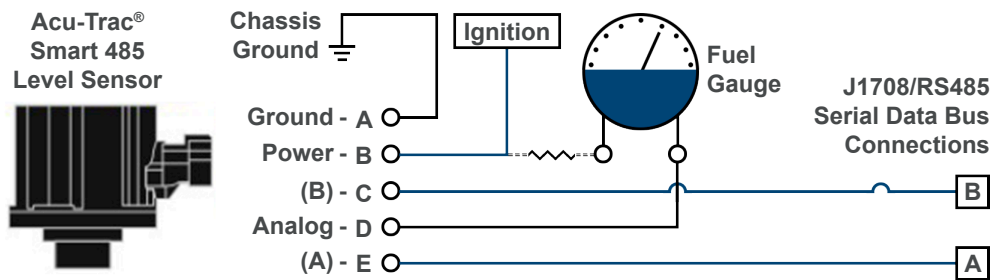 Acu-Trac®
Smart 485
Level Sensor
Chassis
Ground
Ignition
Fuel
Gauge
J1708/RS485
Serial Data Bus
Connections
Ground - A
Power - B
(B) - C
B
Analog - D
(A) - E
A